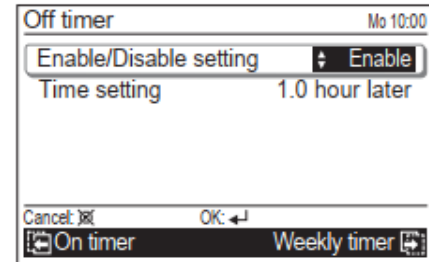 Off timer Mo 10:00
Enable/Disable setting Enable
Time setting 1.0 hour later
Cancel: OK:
On timer Weekly timer